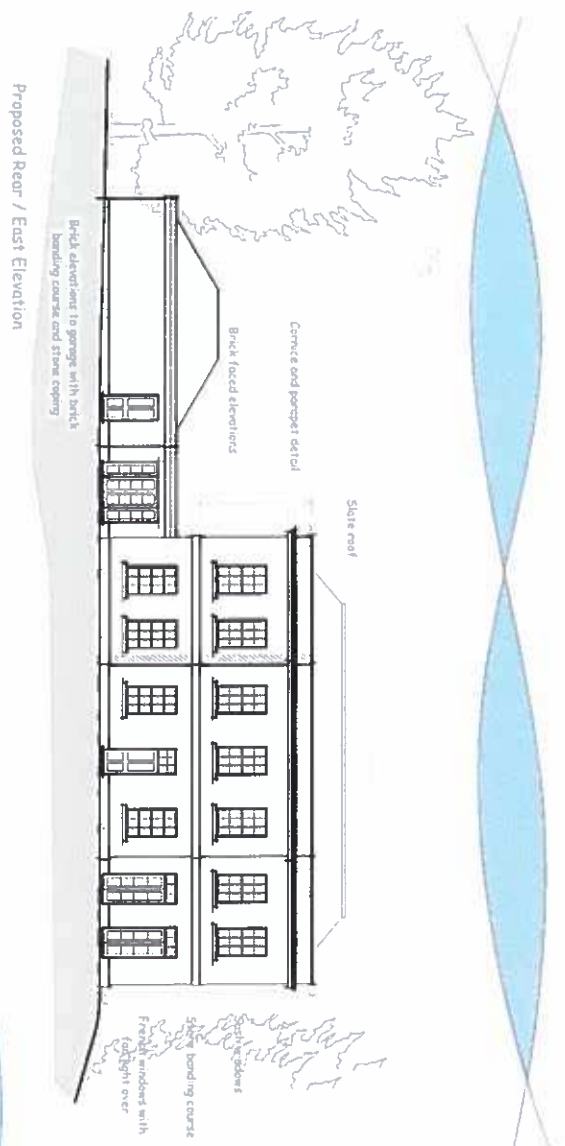 Slate roof
Cornice and parapet detail
Brick faced elevations
Brick elevations to garage with brick
banding course and stone coping
Sash windows
Stone banding course
French windows with
fanlight over
Proposed Rear / East Elevation